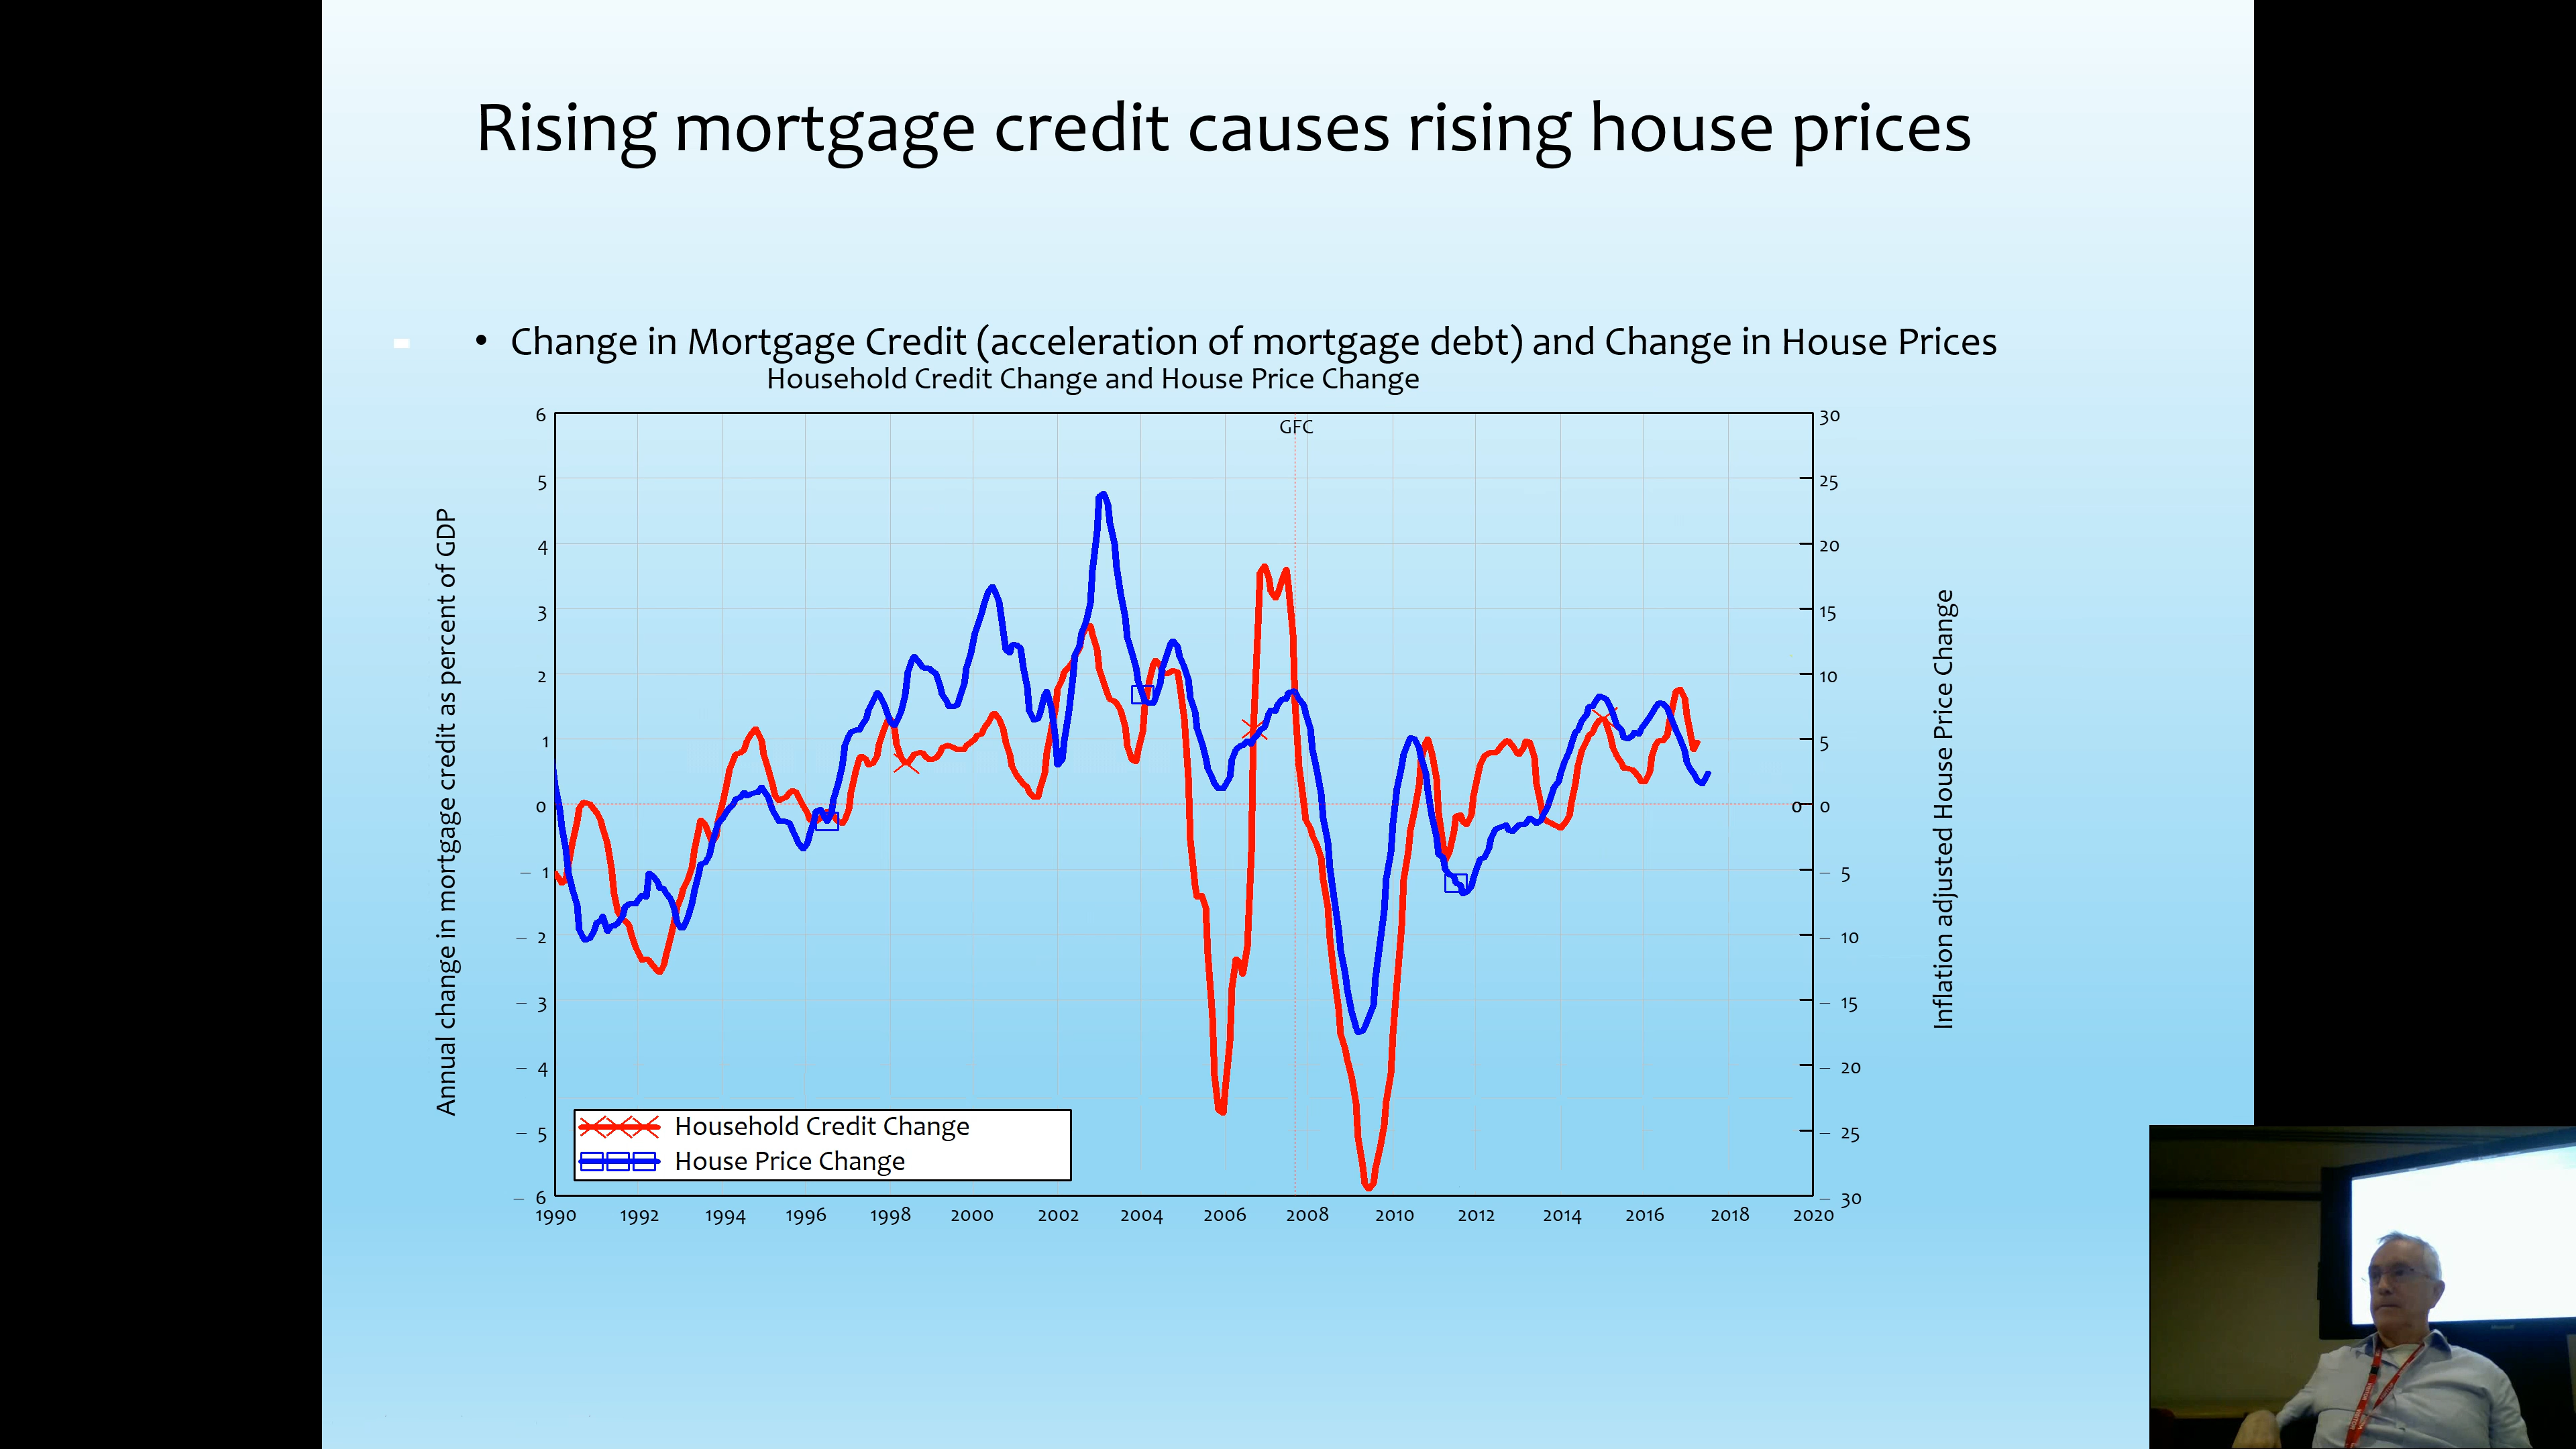 Rising mortgage credit causes rising house prices
• Change in Mortgage Credit (acceleration of mortgage debt) and Change in House Prices
Household Credit Change and House Price Change
GFC
6
5
4
3
2
1
0
– 1
– 2
– 3
– 4
– 5
– 6
Annual change in mortgage credit as percent of GDP
30
25
20
15
10
5
0 0
– 5
– 10
– 15
– 20
– 25
– 30
Inflation adjusted House Price Change
Household Credit Change
House Price Change
1990 1992 1994 1996 1998 2000 2002 2004 2006 2008 2010 2012 2014 2016 2018 2020